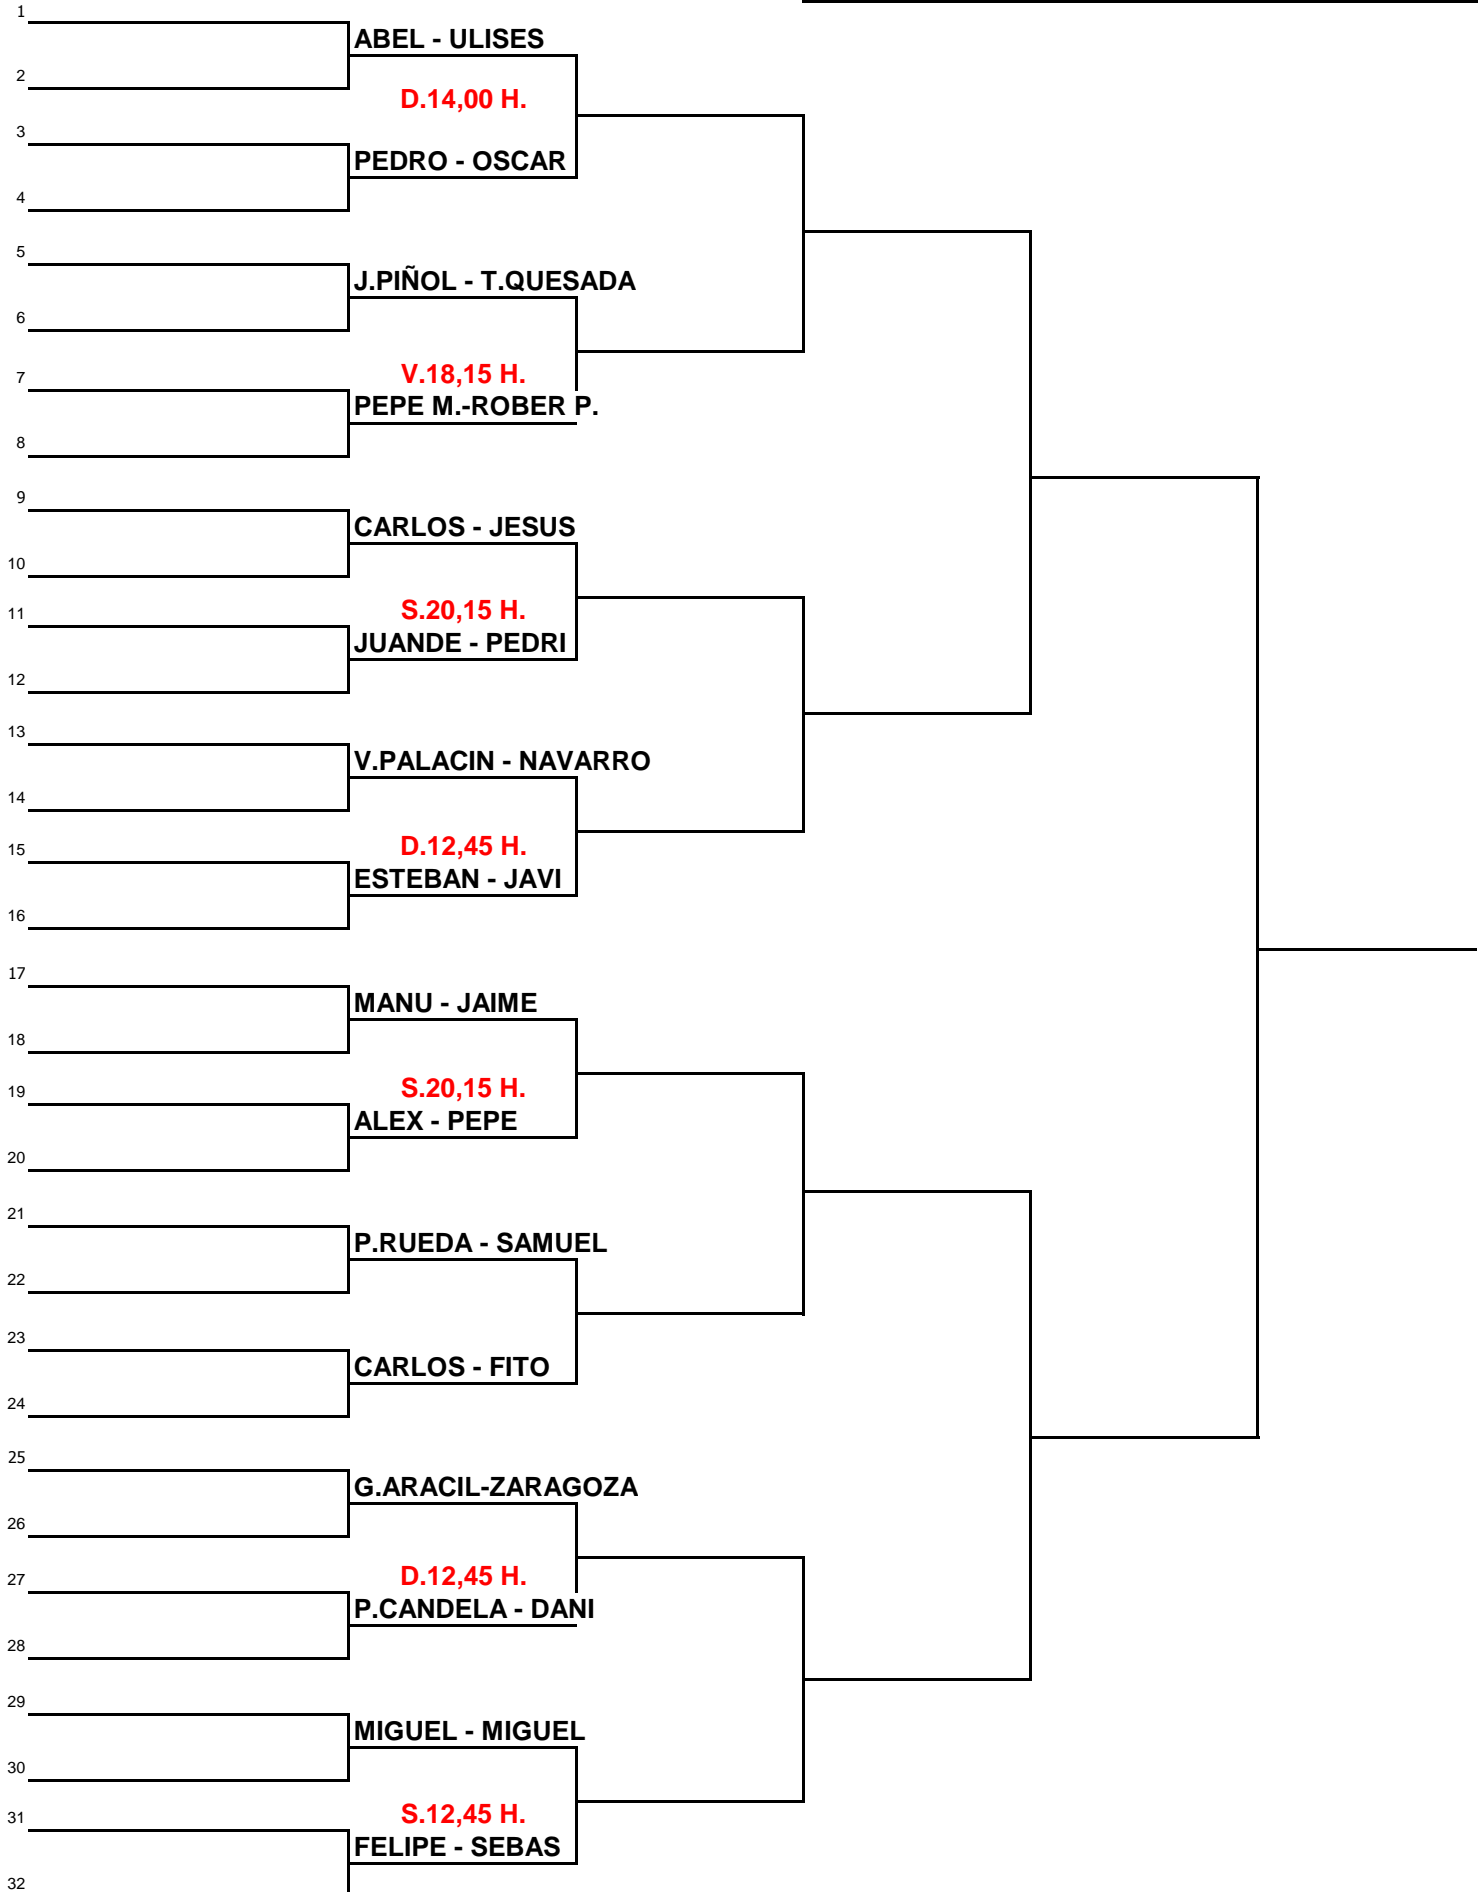 1
ABEL - ULISES
2
D.14,00 H.
3
PEDRO - OSCAR
4
5
J.PIÑOL - T.QUESADA
6
7
V.18,15 H.
PEPE M.-ROBER P.
8
9
CARLOS - JESUS
10
11
S.20,15 H.
JUANDE - PEDRI
12
13
V.PALACIN - NAVARRO
14
15
D.12,45 H.
ESTEBAN - JAVI
16
17
MANU - JAIME
18
19
S.20,15 H.
ALEX - PEPE
20
21
P.RUEDA - SAMUEL
22
23
CARLOS - FITO
24
25
G.ARACIL-ZARAGOZA
26
27
D.12,45 H.
P.CANDELA - DANI
28
29
MIGUEL - MIGUEL
30
31
S.12,45 H.
FELIPE - SEBAS
32